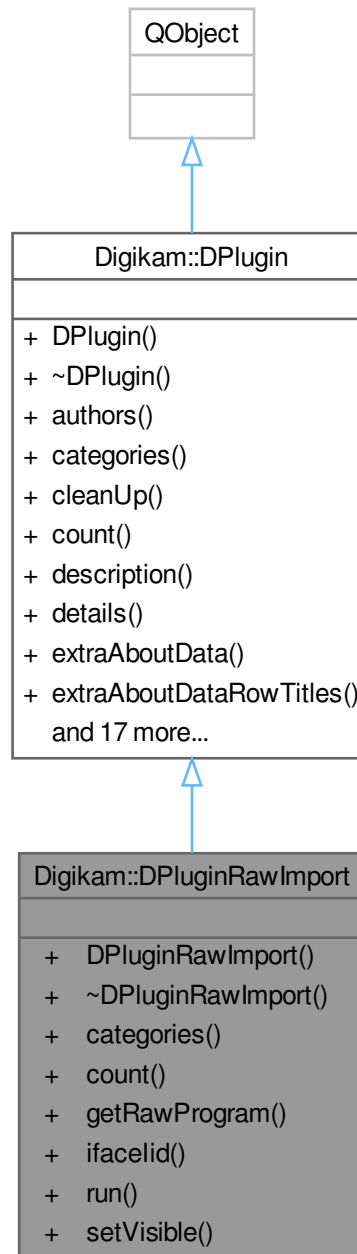 QObject
Digikam::DPlugin
+ DPlugin()
+ ~DPlugin()
+ authors()
+ categories()
+ cleanUp()
+ count()
+ description()
+ details()
+ extraAboutData()
+ extraAboutDataRowTitles()
and 17 more...
Digikam::DPluginRawImport
+ DPluginRawImport()
+ ~DPluginRawImport()
+ categories()
+ count()
+ getRawProgram()
+ ifaceIid()
+ run()
+ setVisible()